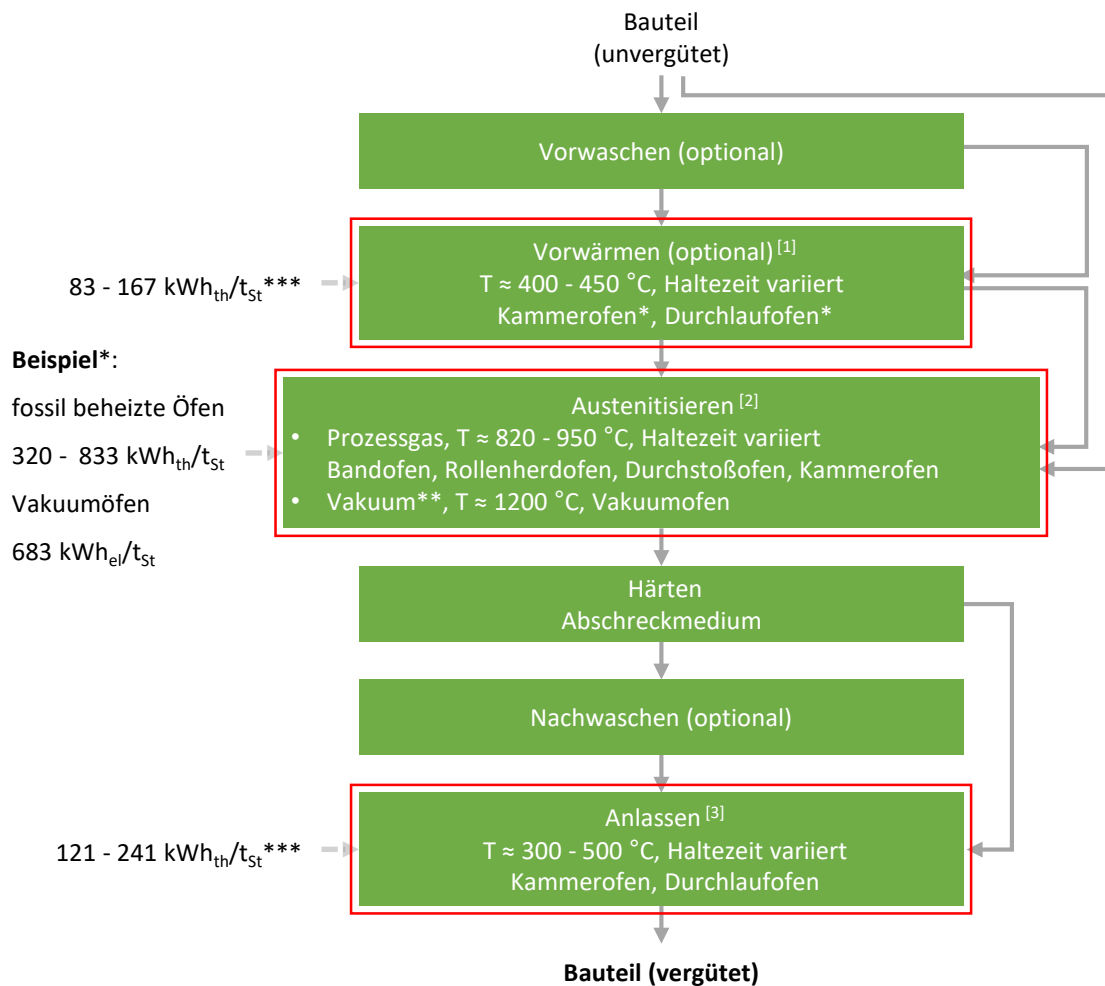 Bauteil
(unvergütet)
Vorwaschen (optional)
Vorwärmen (optional) [1]
T ≈ 400 - 450 °C, Haltezeit variiert
Kammerofen*, Durchlaufofen*
83 - 167 kWhth/tSt***
Beispiel*:
fossil beheizte Öfen
320 - 833 kWhth/tSt
Vakuumöfen
683 kWhel/tSt
Austenitisieren [2]
• Prozessgas, T ≈ 820 - 950 °C, Haltezeit variiert
Bandofen, Rollenherdofen, Durchstoßofen, Kammerofen
• Vakuum**, T ≈ 1200 °C, Vakuumofen
Härten
Abschreckmedium
Nachwaschen (optional)
Anlassen [3]
T ≈ 300 - 500 °C, Haltezeit variiert
Kammerofen, Durchlaufofen
121 - 241 kWhth/tSt***
Bauteil (vergütet)